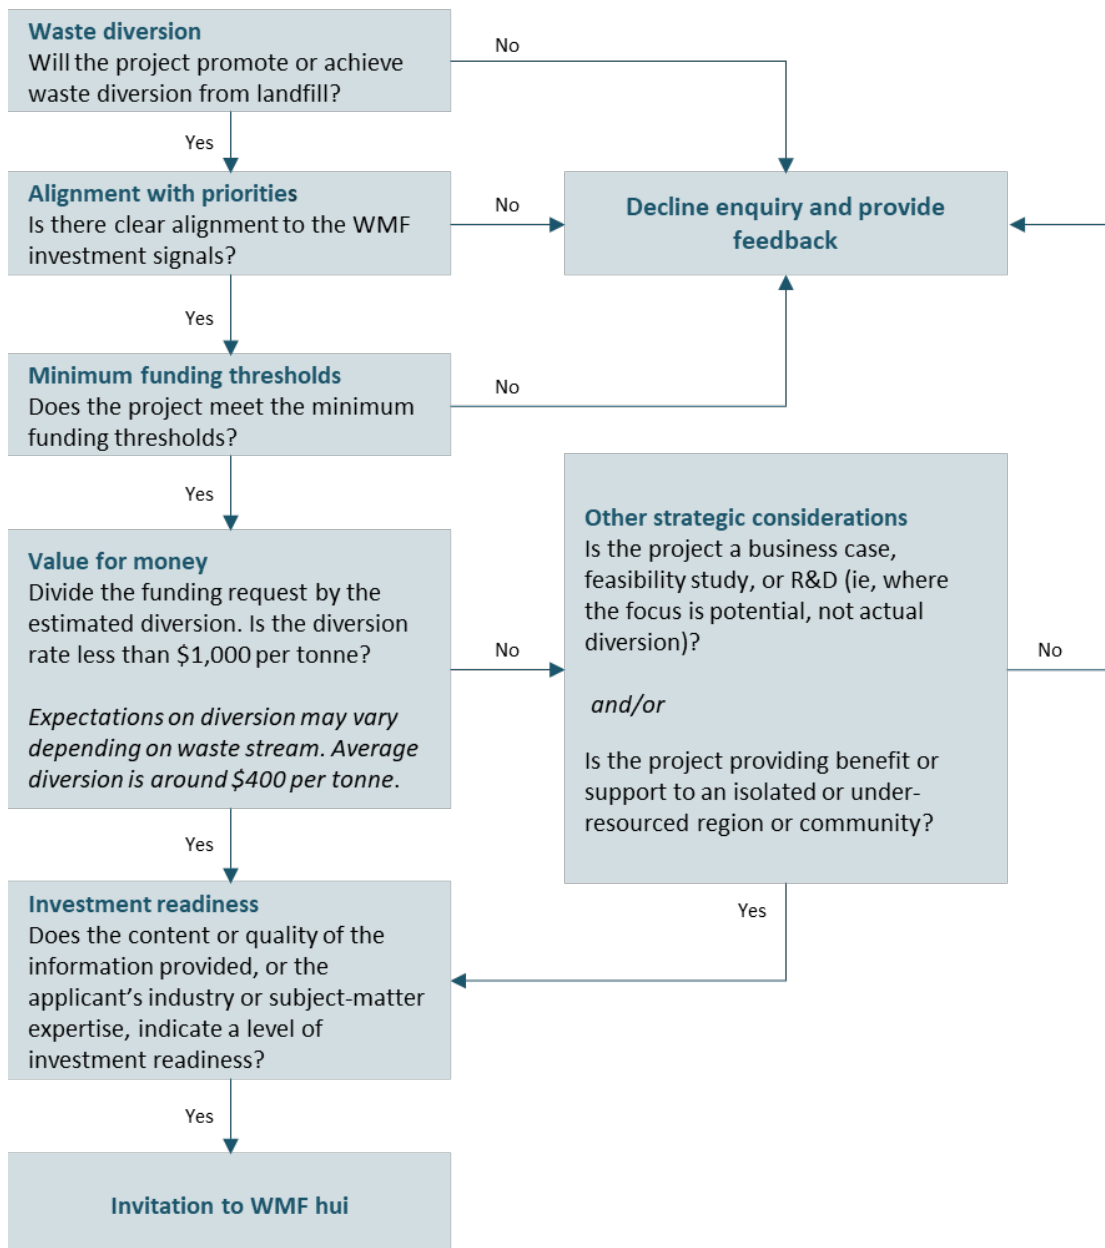 Waste diversion
Will the project promote or achieve
waste diversion from landfill?
No
Yes
Alignment with priorities
Is there clear alignment to the WMF
investment signals?
No
Decline enquiry and provide
feedback
Yes
Minimum funding thresholds
Does the project meet the minimum
funding thresholds?
No
Yes
Value for money
Divide the funding request by the
estimated diversion. Is the diversion
rate less than $1,000 per tonne?
Expectations on diversion may vary
depending on waste stream. Average
diversion is around $400 per tonne.
No
Other strategic considerations
Is the project a business case,
feasibility study, or R&D (ie, where
the focus is potential, not actual
diversion)?
and/or
Is the project providing benefit or
support to an isolated or under-
resourced region or community?
No
Yes
Yes
Investment readiness
Does the content or quality of the
information provided, or the
applicant’s industry or subject-matter
expertise, indicate a level of
investment readiness?
Yes
Invitation to WMF hui